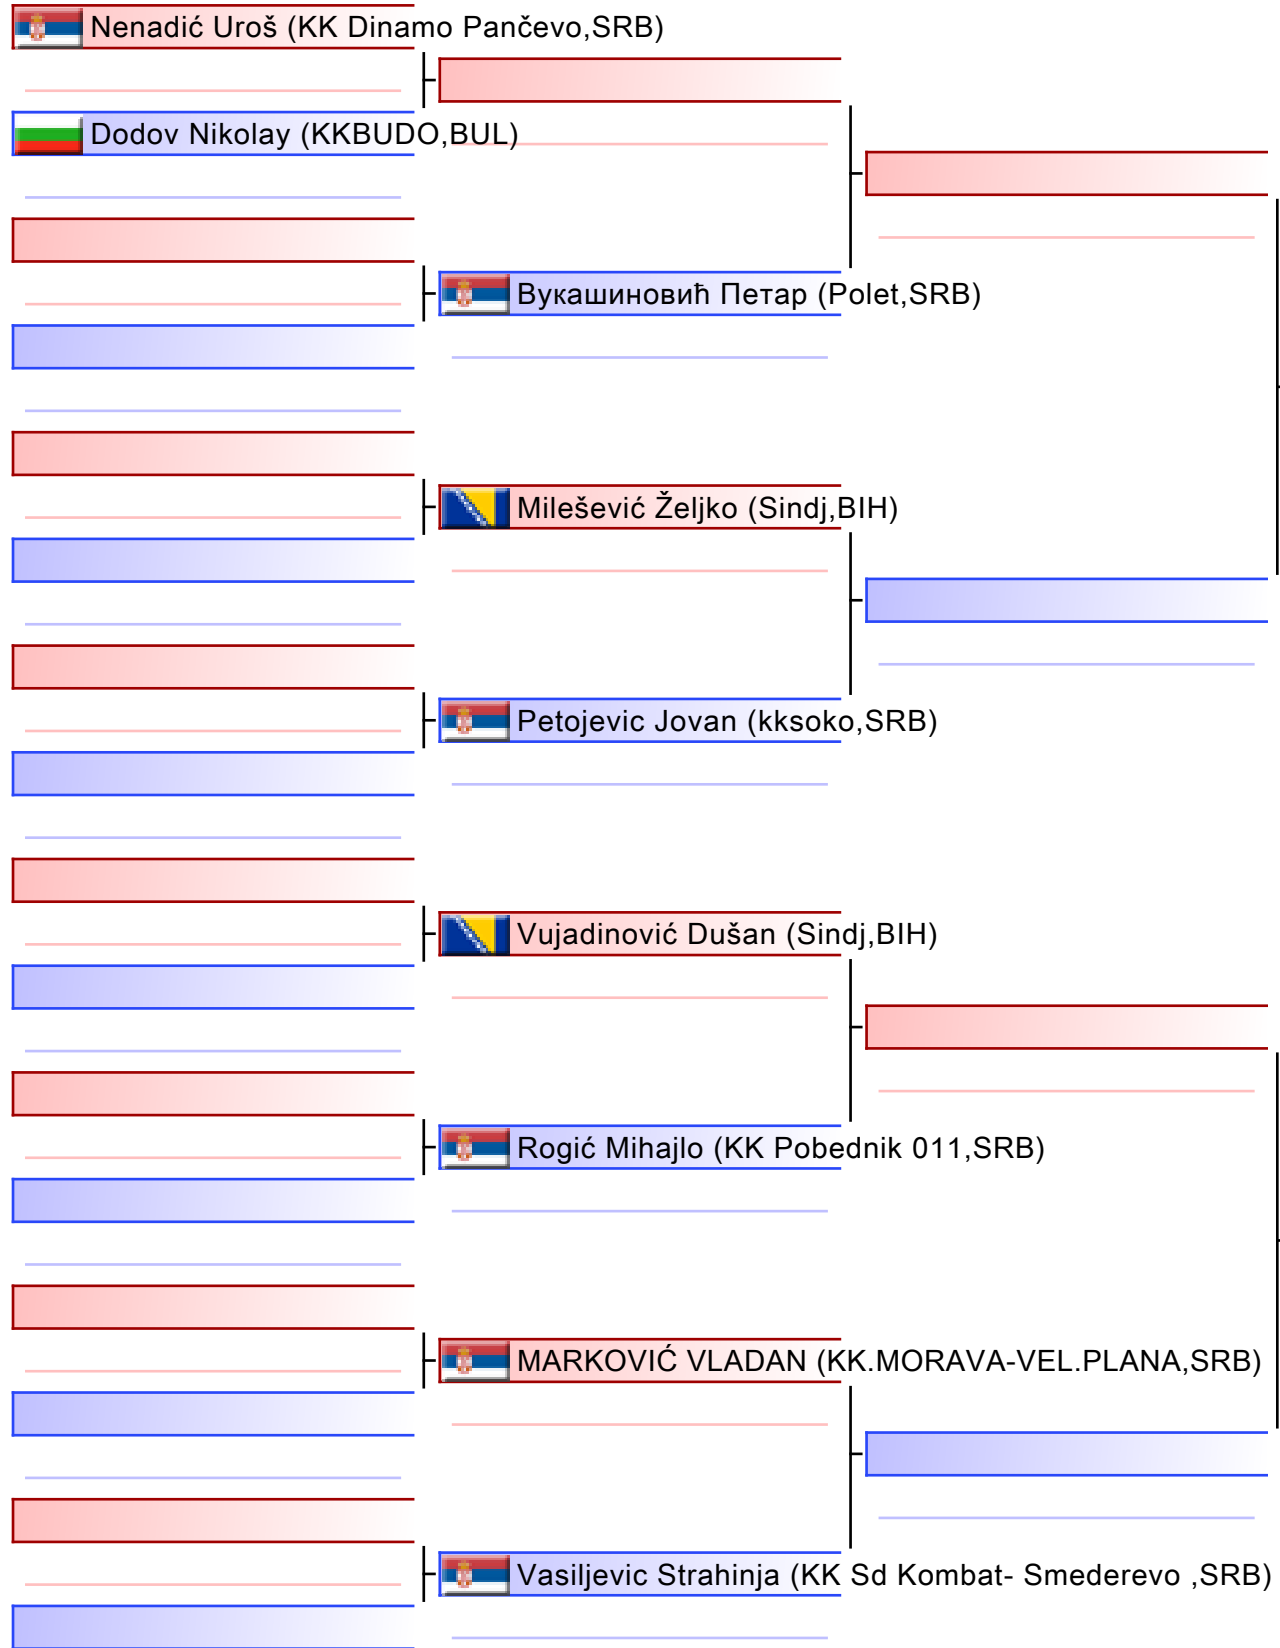 Nenadić Uroš (KK Dinamo Pančevo,SRB)
Dodov Nikolay (KKBUDO,BUL)
Вукашиновић Петар (Polet,SRB)
Milešević Željko (Sindj,BIH)
Petojevic Jovan (kksoko,SRB)
Vujadinović Dušan (Sindj,BIH)
Rogić Mihajlo (KK Pobednik 011,SRB)
MARKOVIĆ VLADAN (KK.MORAVA-VEL.PLANA,SRB)
Vasiljevic Strahinja (KK Sd Kombat- Smederevo ,SRB)